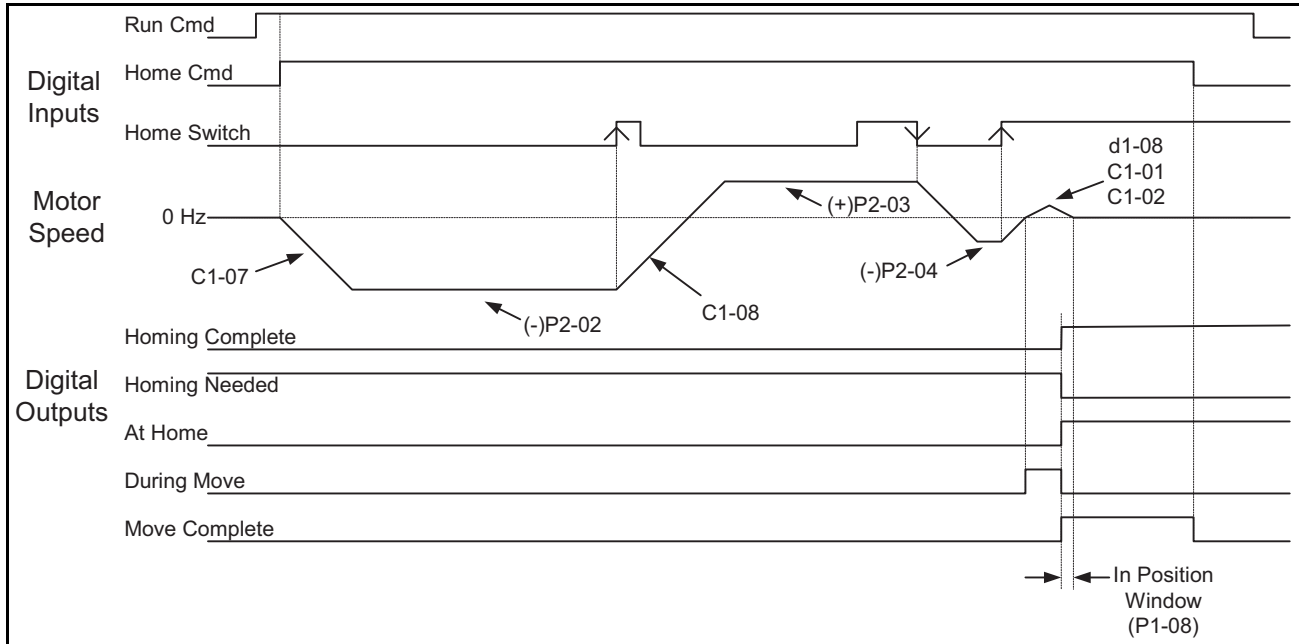 Run Cmd
Digital
Inputs
Home Cmd
Home Switch
d1-08
C1-01
C1-02
Motor
Speed
0 Hz
(+)P2-03
C1-07
(-)P2-04
(-)P2-02
C1-08
Homing Complete
Digital
Outputs
Homing Needed
At Home
During Move
Move Complete
In Position
Window
(P1-08)